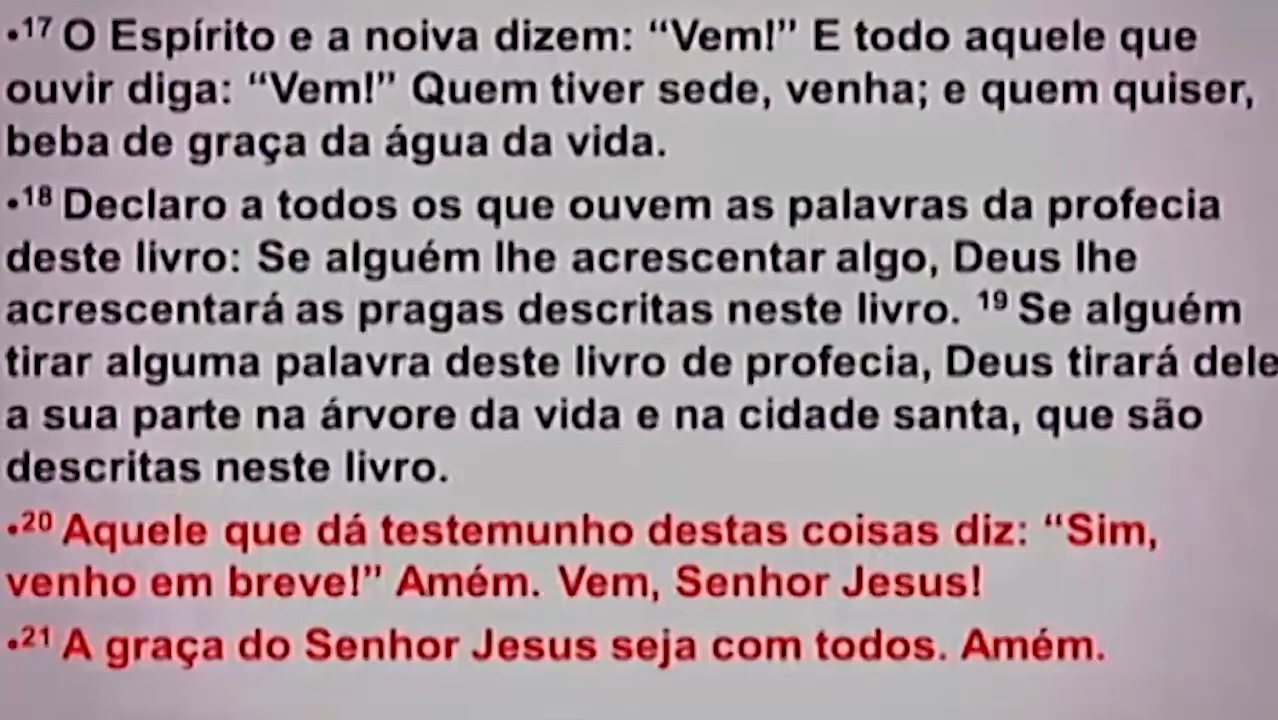 •17 O Espírito e a noiva dizem: “Vem!” E todo aquele que
ouvir diga: “Vem!” Quem tiver sede, venha; e quem quiser,
beba de graça da água da vida.
•18 Declaro a todos os que ouvem as palavras da profecia
deste livro: Se alguém lhe acrescentar algo, Deus lhe
acrescentará as pragas descritas neste livro. 19 Se alguém
tirar alguma palavra deste livro de profecia, Deus tirará dele
a sua parte na árvore da vida e na cidade santa, que são
descritas neste livro.
•20 Aquele que dá testemunho destas coisas diz: “Sim,
venho em breve!” Amém. Vem, Senhor Jesus!
•21 A graça do Senhor Jesus seja com todos. Amém.